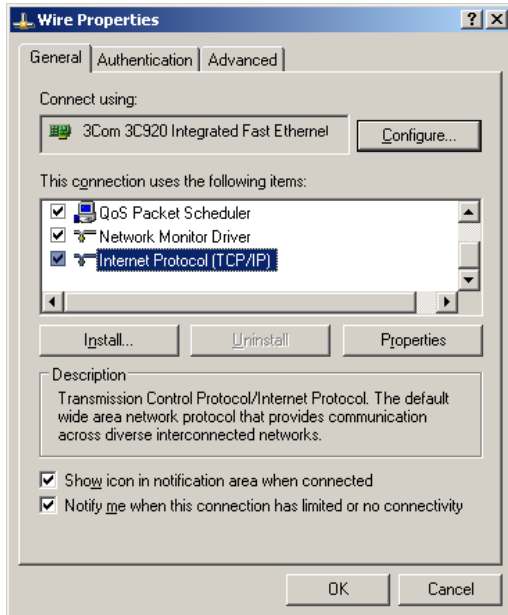 Wire Properties
General
Authentication
Advanced
Connect using:
3Com 3C920 Integrated Fast Ethernet
Configure...
This connection uses the following items:
QoS Packet Scheduler
Network Monitor Driver
Internet Protocol (TCP/IP)
Install...
Uninstall
Properties
Description
Transmission Control Protocol/Internet Protocol. The default
wide area network protocol that provides communication
across diverse interconnected networks.
Show icon in notification area when connected
Notify me when this connection has limited or no connectivity
OK
Cancel